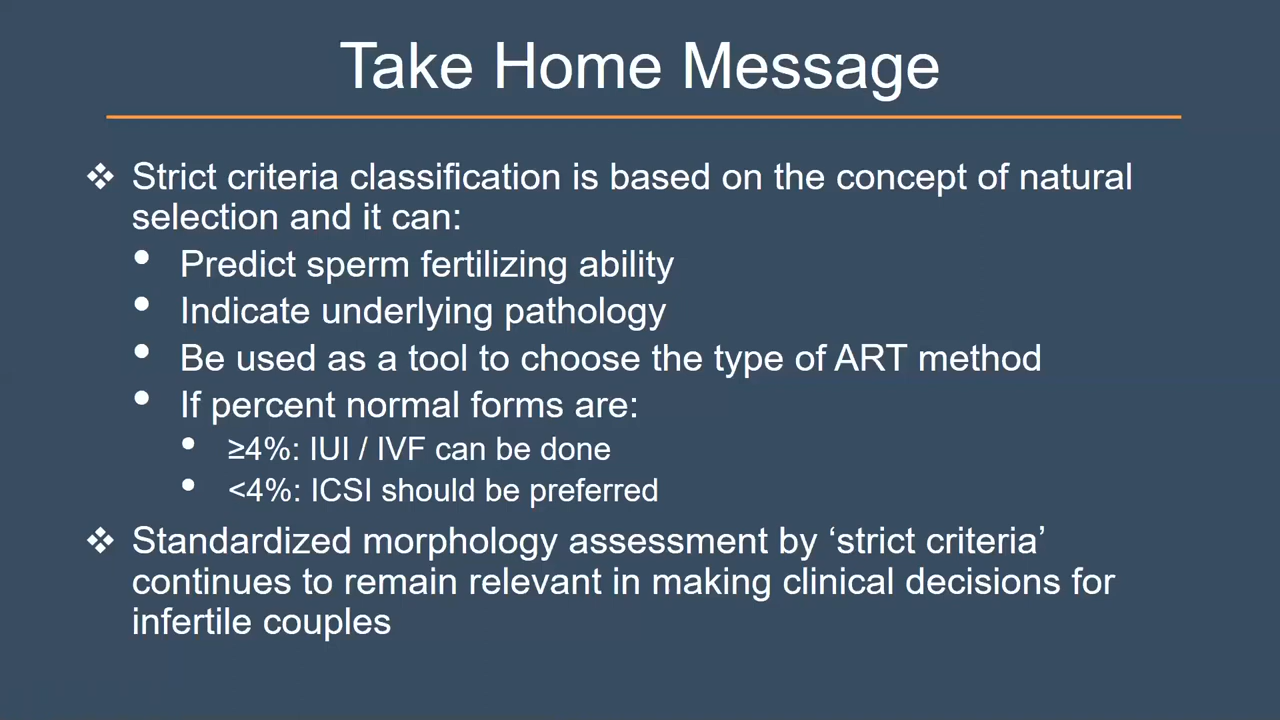 Take Home Message
❖ Strict criteria classification is based on the concept of natural
selection and it can:
• Predict sperm fertilizing ability
• Indicate underlying pathology
• Be used as a tool to choose the type of ART method
• If percent normal forms are:
• ≥4%: IUI / IVF can be done
• <4%: ICSI should be preferred
❖ Standardized morphology assessment by ‘strict criteria’
continues to remain relevant in making clinical decisions for
infertile couples